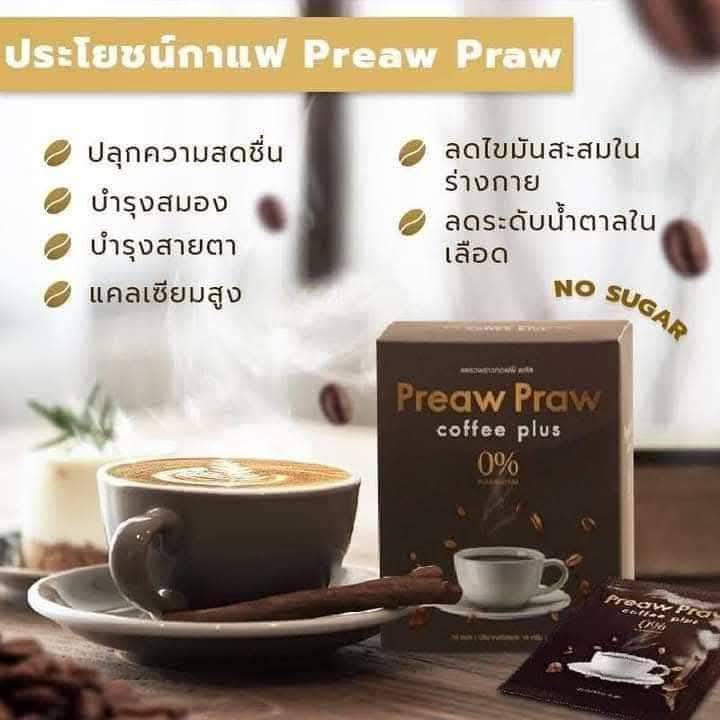 ประโยชน์กาแฟ Preaw Praw
ปลุกความสดชื่น
บำรุงสมอง
บำรุงสายตา
แคลเซียมสูง
ลดไขมันสะสมใน
ร่างกาย
ลดระดับน้ำตาลใน
เลือด
NO SUGAR
Preaw Praw
coffee plus
0%
Preaw Praw
coffee plus
0%